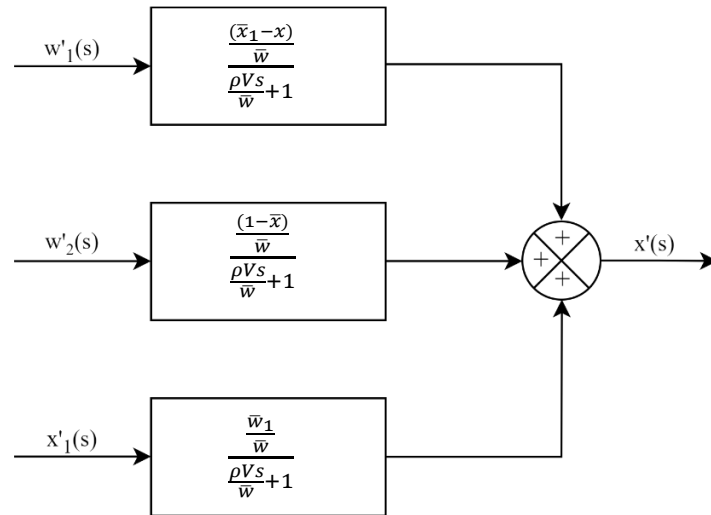 w'₁(s)
(x̄₁−x)
w̄
ρVs
w̄
+1
w'₂(s)
(1−x̄)
w̄
ρVs
w̄
+1
+
+
+
x'(s)
x'₁(s)
w̄₁
w̄
ρVs
w̄
+1